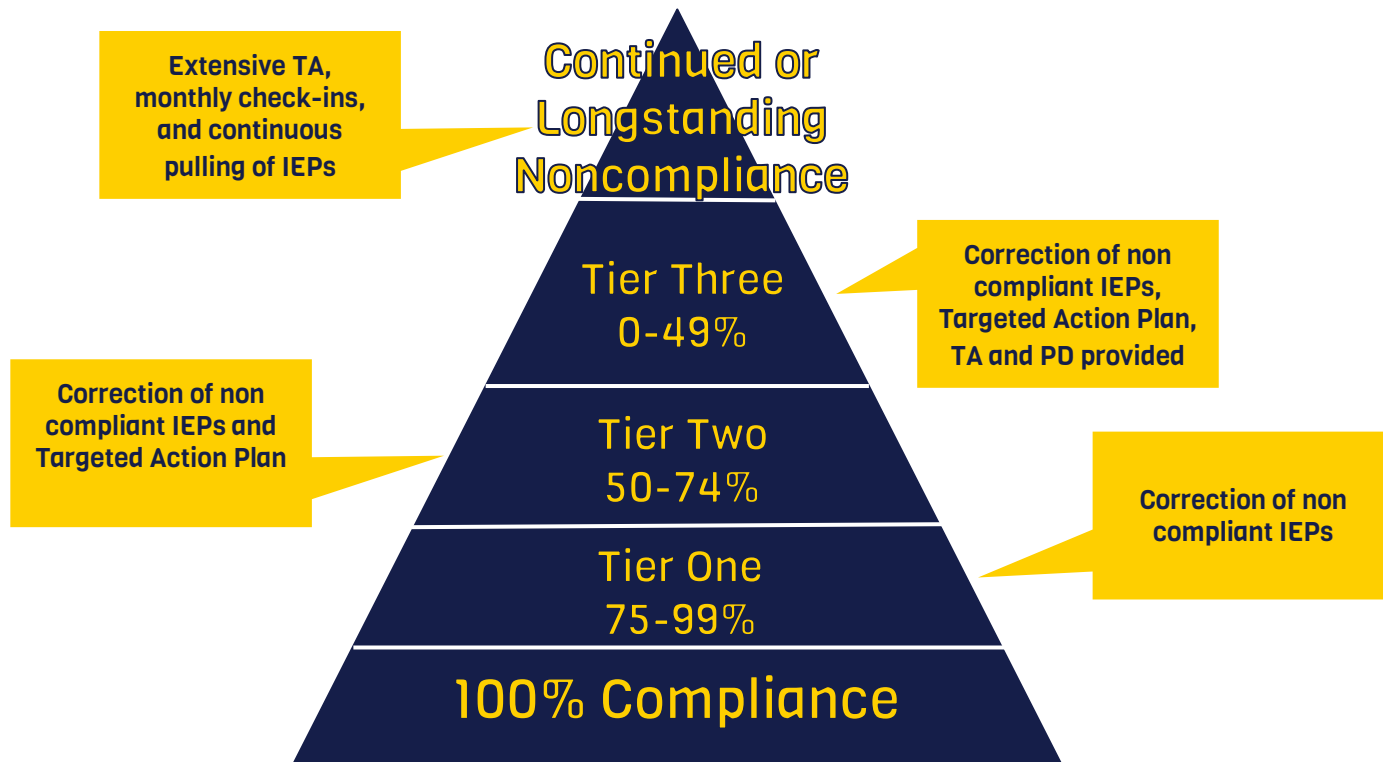 Extensive TA,
monthly check-ins,
and continuous
pulling of IEPs
Continued or
Longstanding
Noncompliance
Correction of non
compliant IEPs,
Targeted Action Plan,
TA and PD provided
Tier Three
0-49%
Correction of non
compliant IEPs and
Targeted Action Plan
Tier Two
50-74%
Correction of non
compliant IEPs
Tier One
75-99%
100% Compliance